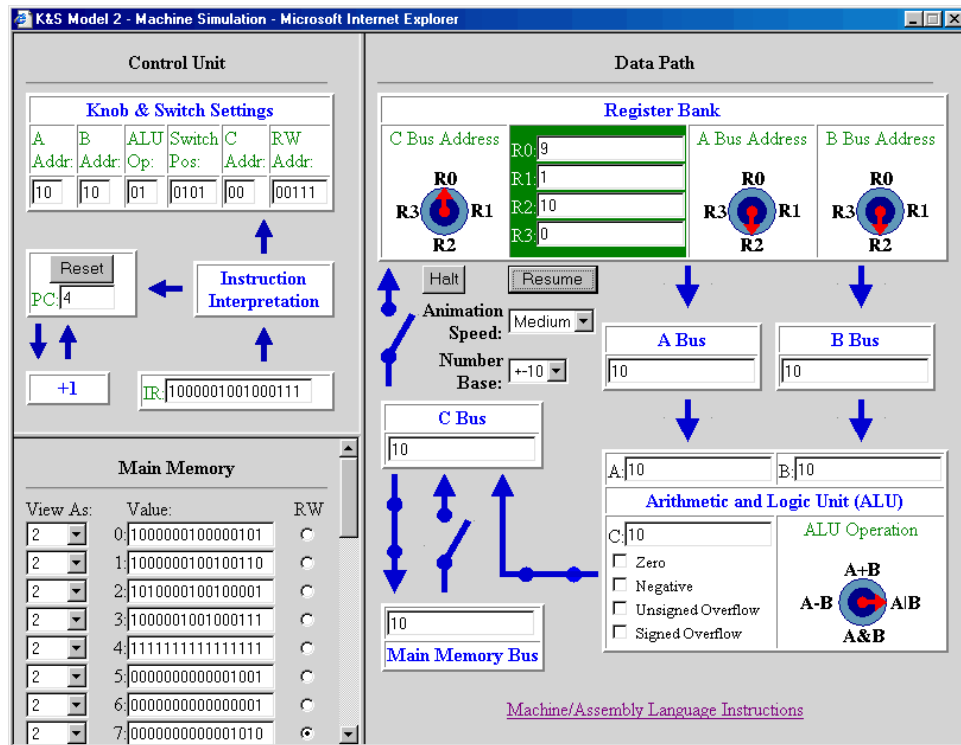 K&S Model 2 - Machine Simulation - Microsoft Internet Explorer
Control Unit
Knob & Switch Settings
A Addr: B Addr: ALU Op: Switch Pos: C Addr: RW Addr:
10 10 01 0101 00 00111
Reset
PC: 4
Instruction
Interpretation
+1
IR: 1000001001000111
Main Memory
View As: Value: RW
2 0: 1000000100000101
2 1: 1000000100100110
2 2: 1010000100100001
2 3: 1000001001000111
2 4: 1111111111111111
2 5: 0000000000001001
2 6: 0000000000000001
2 7: 0000000000001010
Data Path
Register Bank
C Bus Address
R0
R3 R1
R2
R0: 9
R1: 1
R2: 10
R3: 0
A Bus Address
R0
R3 R1
R2
B Bus Address
R0
R3 R1
R2
Halt Resume
Animation
Speed: Medium
Number
Base: +-10
A Bus
10
B Bus
10
C Bus
10
A: 10 B: 10
Arithmetic and Logic Unit (ALU)
C: 10
Zero
Negative
Unsigned Overflow
Signed Overflow
ALU Operation
A+B
A-B A|B
A&B
10
Main Memory Bus
Machine/Assembly Language Instructions